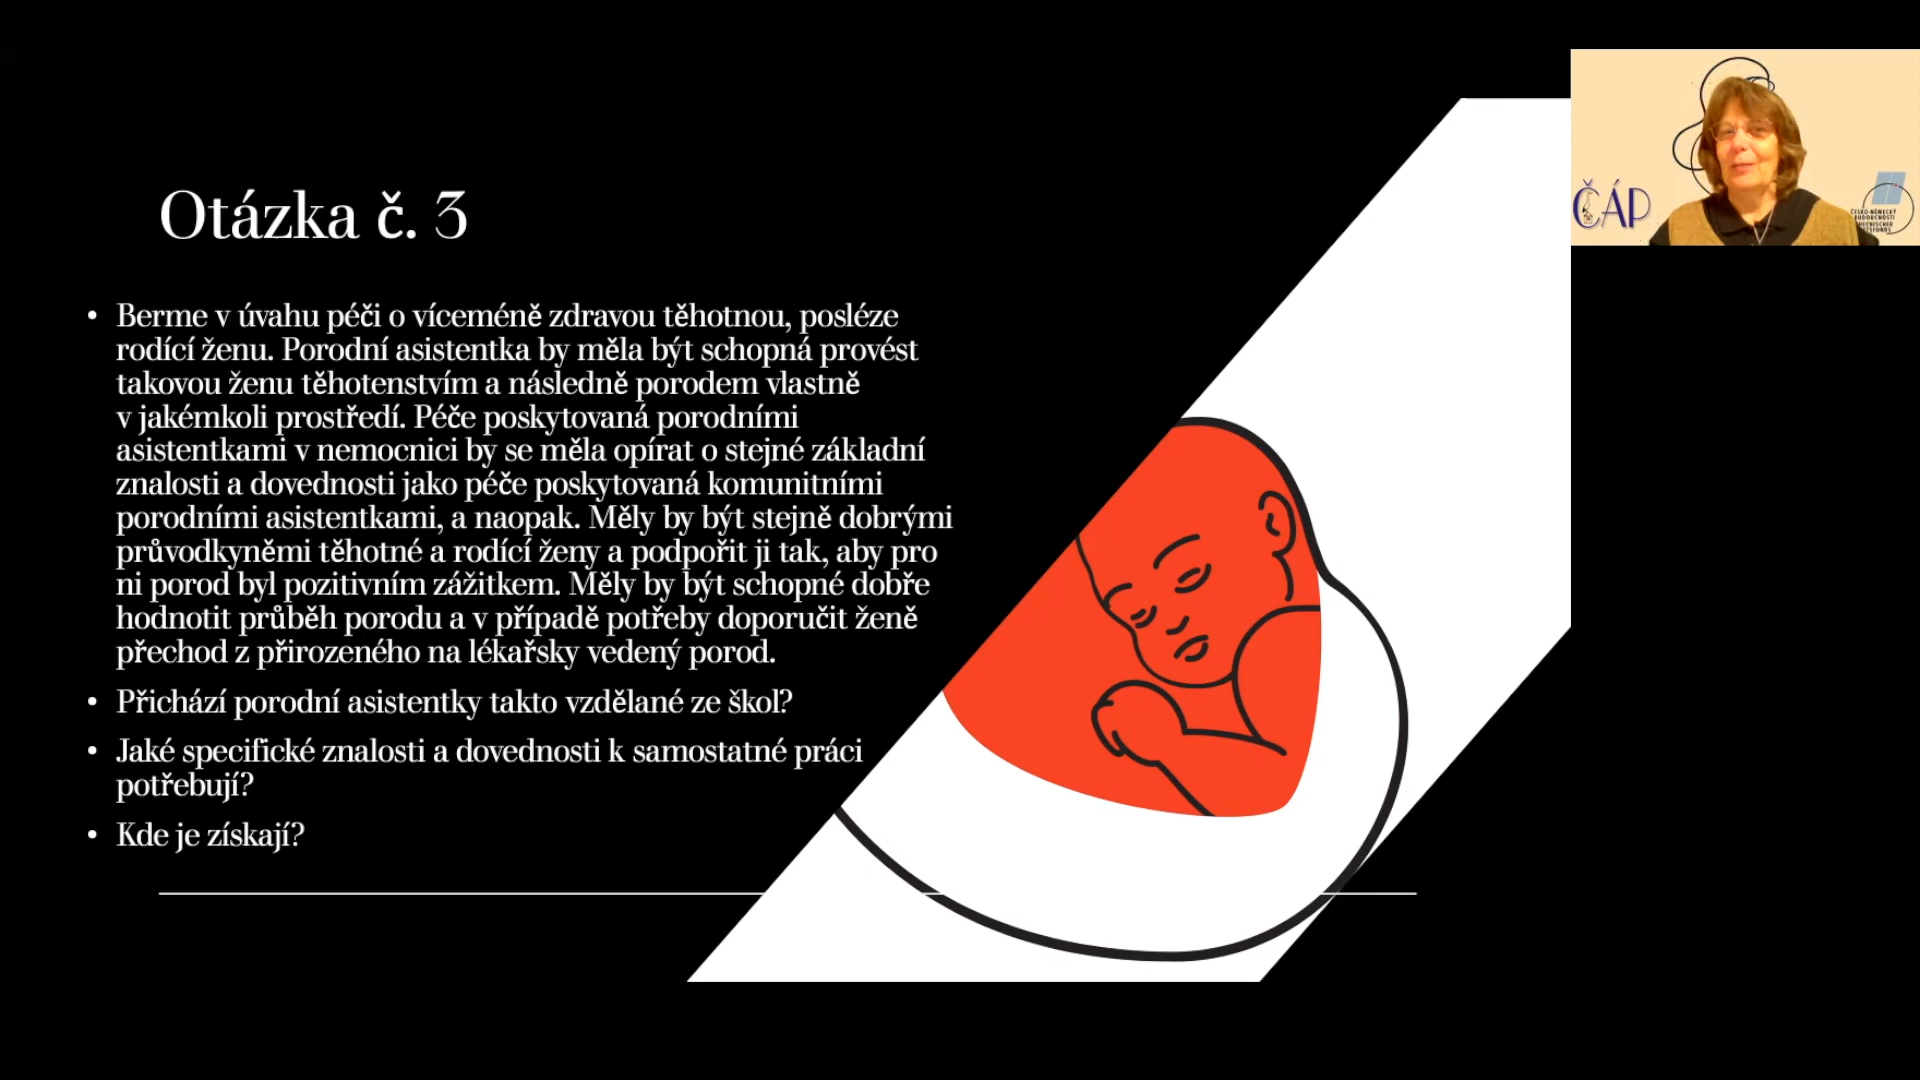 Otázka č. 3
• Berme v úvahu péči o víceméně zdravou těhotnou, posléze
rodící ženu. Porodní asistentka by měla být schopná provést
takovou ženu těhotenstvím a následně porodem vlastně
v jakémkoli prostředí. Péče poskytovaná porodními
asistentkami v nemocnici by se měla opírat o stejné základní
znalosti a dovednosti jako péče poskytovaná komunitními
porodními asistentkami, a naopak. Měly by být stejně dobrými
průvodkyněmi těhotné a rodící ženy a podpořit ji tak, aby pro
ni porod byl pozitivním zážitkem. Měly by být schopné dobře
hodnotit průběh porodu a v případě potřeby doporučit ženě
přechod z přirozeného na lékařsky vedený porod.
• Přichází porodní asistentky takto vzdělané ze škol?
• Jaké specifické znalosti a dovednosti k samostatné práci
potřebují?
• Kde je získají?
ČÁP
ČESKO-NĚMECKÝ